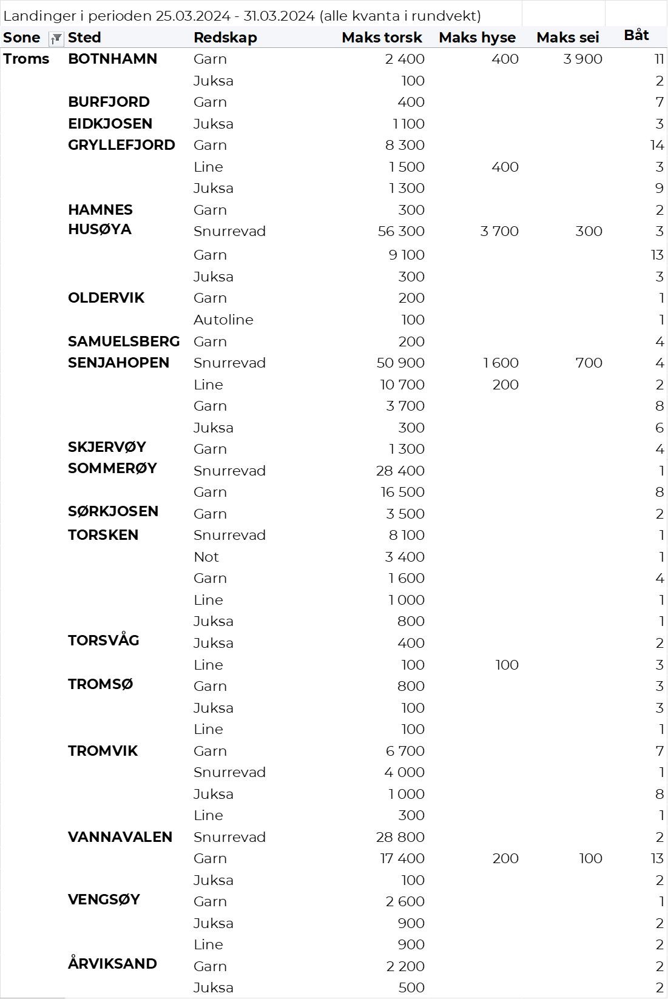 Landinger i perioden 25.03.2024 - 31.03.2024 (alle kvanta i rundvekt)
Sone Sted Redskap Maks torsk Maks hyse Maks sei Båt
Troms BOTNHAMN Garn 2 400 400 3 900 11
Juksa 100 2
BURFJORD Garn 400 7
EIDKJOSEN Juksa 1 100 3
GRYLLEFJORD Garn 8 300 14
Line 1 500 400 3
Juksa 1 300 9
HAMNES Garn 300 2
HUSØYA Snurrevad 56 300 3 700 300 3
Garn 9 100 13
Juksa 300 3
OLDERVIK Garn 200 1
Autoline 100 1
SAMUELSBERG Garn 200 4
SENJAHOPEN Snurrevad 50 900 1 600 700 4
Line 10 700 200 2
Garn 3 700 8
Juksa 300 6
SKJERVØY Garn 1 300 4
SOMMERØY Snurrevad 28 400 1
Garn 16 500 8
SØRKJOSEN Garn 3 500 2
TORSKEN Snurrevad 8 100 1
Not 3 400 1
Garn 1 600 4
Line 1 000 1
Juksa 800 1
TORSVÅG Juksa 400 2
Line 100 100 3
TROMSØ Garn 800 3
Juksa 100 3
Line 100 1
TROMVIK Garn 6 700 7
Snurrevad 4 000 1
Juksa 1 000 8
Line 300 1
VANNAVALEN Snurrevad 28 800 2
Garn 17 400 200 100 13
Juksa 100 2
VENGSØY Garn 2 600 1
Juksa 900 2
Line 900 2
ÅRVIKSAND Garn 2 200 2
Juksa 500 2